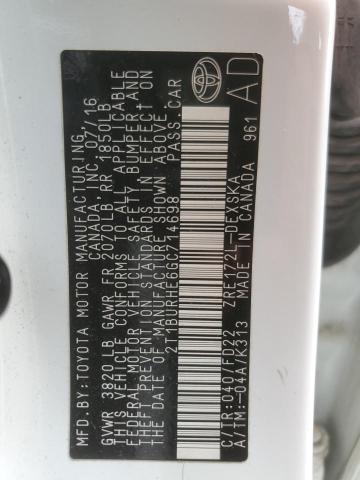 MFD.BY:TOYOTA MOTOR MANUFACTURING,
CANADA, INC. 07/16
GVWR 3820LB GAWR FR 2070LB,RR 1850LB
THIS VEHICLE CONFORMS TO ALL APPLICABLE
FEDERAL MOTOR VEHICLE SAFETY, BUMPER,AND
THEFT PREVENTION STANDARDS IN EFFECT ON
THE DATE OF MANUFACTURE SHOWN ABOVE.
2T1BURHE6GC714698 PASS.CAR
C/TR:040/FD22 ZRE172L-DEXSKA
A/TM:-04A/K313 MADE IN CANADA 961
AD